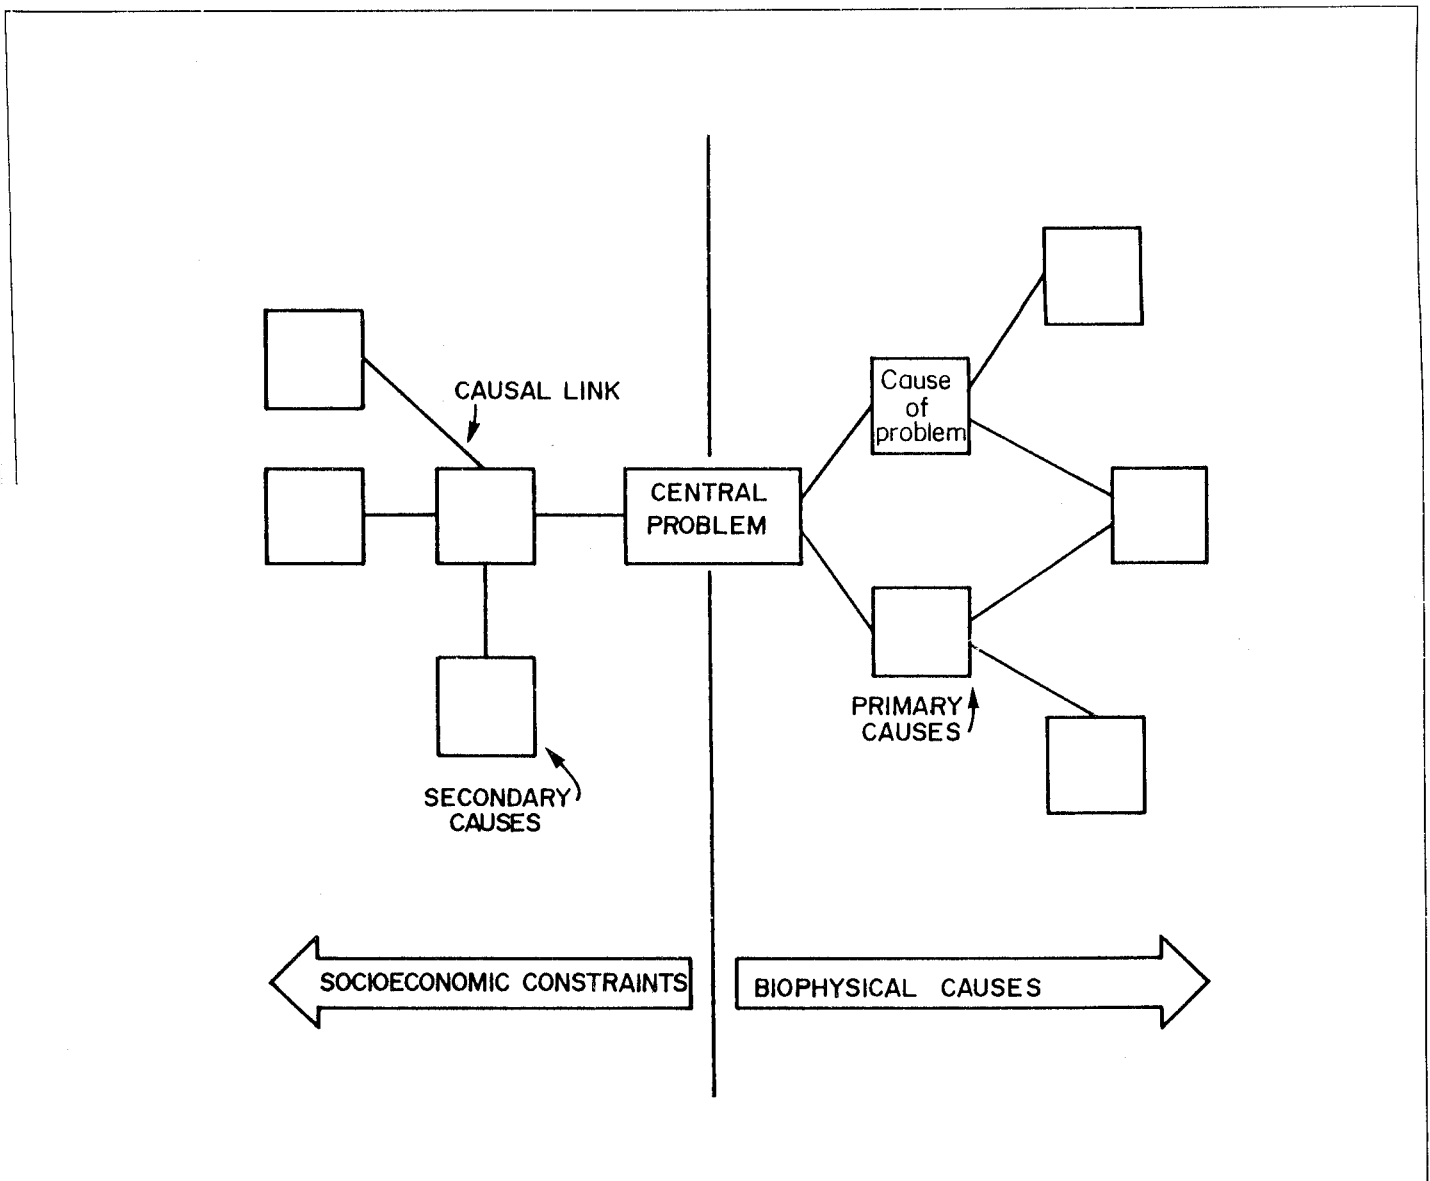 CAUSAL LINK
Cause
of
problem
CENTRAL
PROBLEM
PRIMARY
CAUSES
SECONDARY
CAUSES
SOCIOECONOMIC CONSTRAINTS
BIOPHYSICAL CAUSES